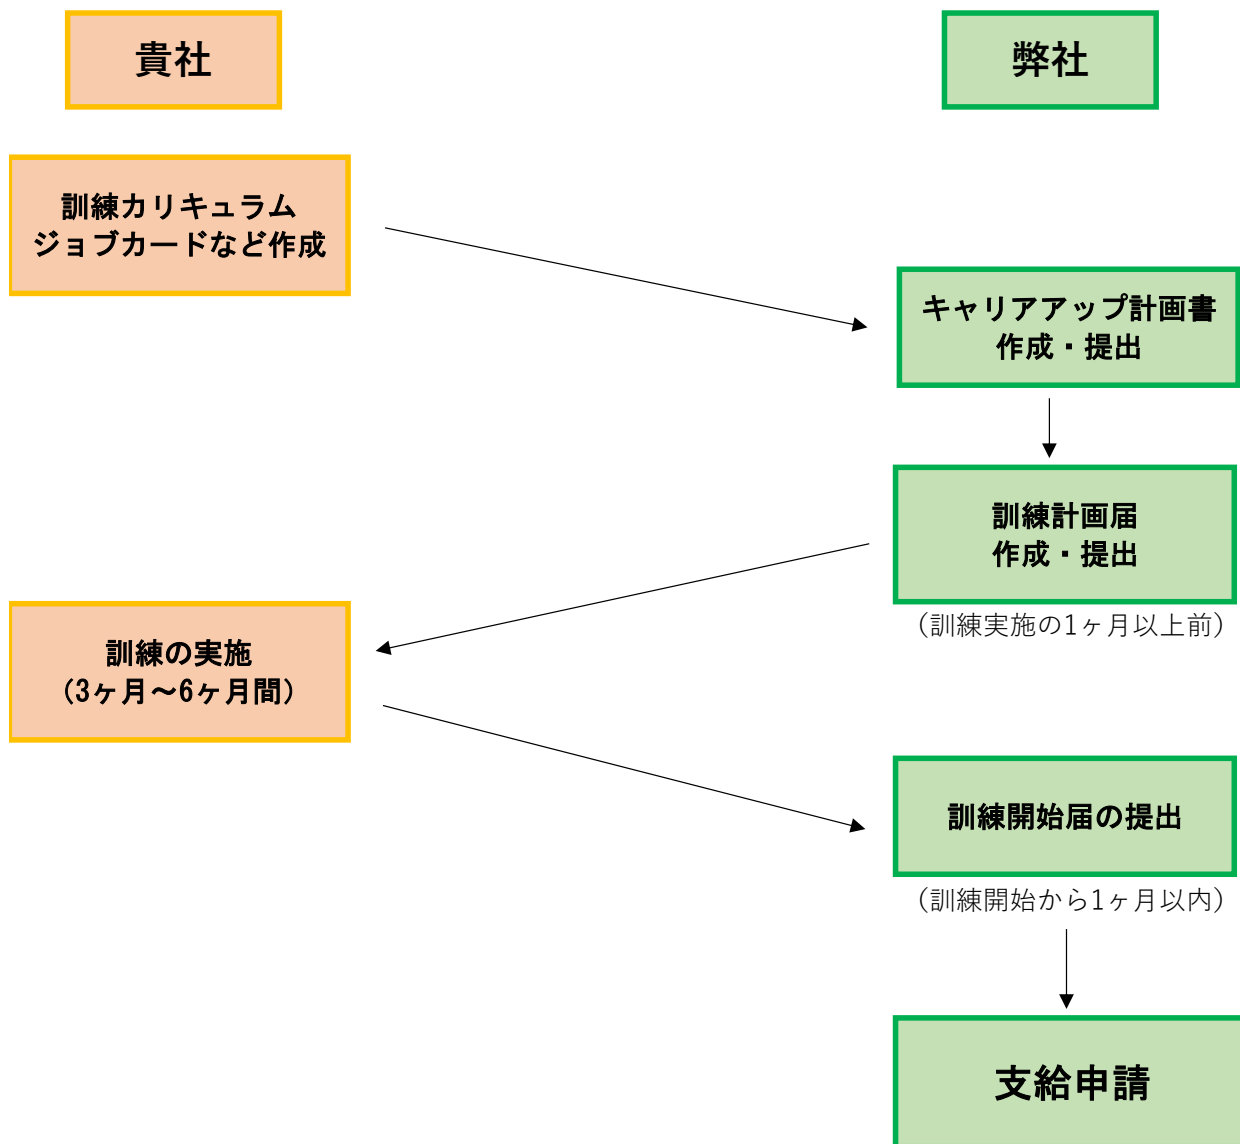 貴社
弊社
訓練カリキュラム
ジョブカードなど作成
キャリアアップ計画書
作成・提出
訓練計画届
作成・提出
（訓練実施の1ヶ月以上前）
訓練の実施
（3ヶ月～6ヶ月間）
訓練開始届の提出
（訓練開始から1ヶ月以内）
支給申請